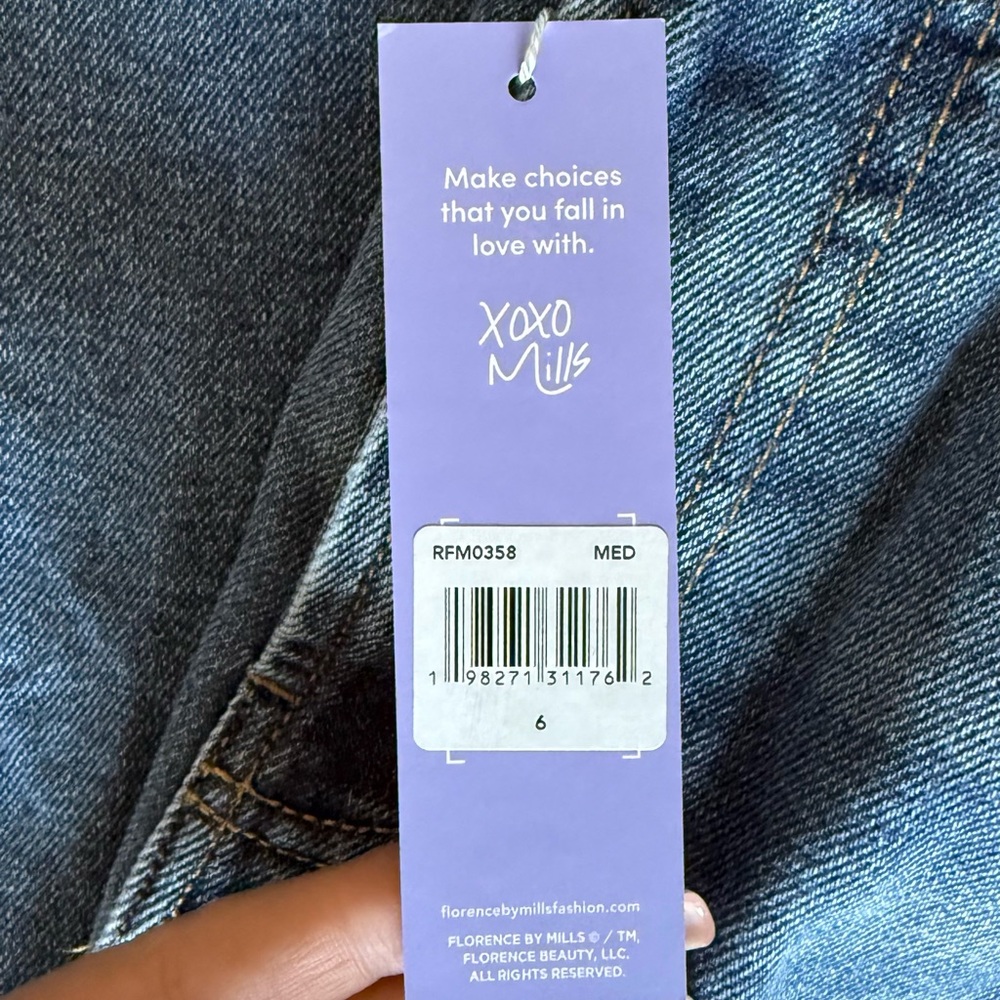 Make choices
that you fall in
love with.
XOXO
Mills
RFM0358 MED
1 98271 31176 2
6
florencebymillsfashion.com
FLORENCE BY MILLS © / TM,
FLORENCE BEAUTY, LLC.
ALL RIGHTS RESERVED.